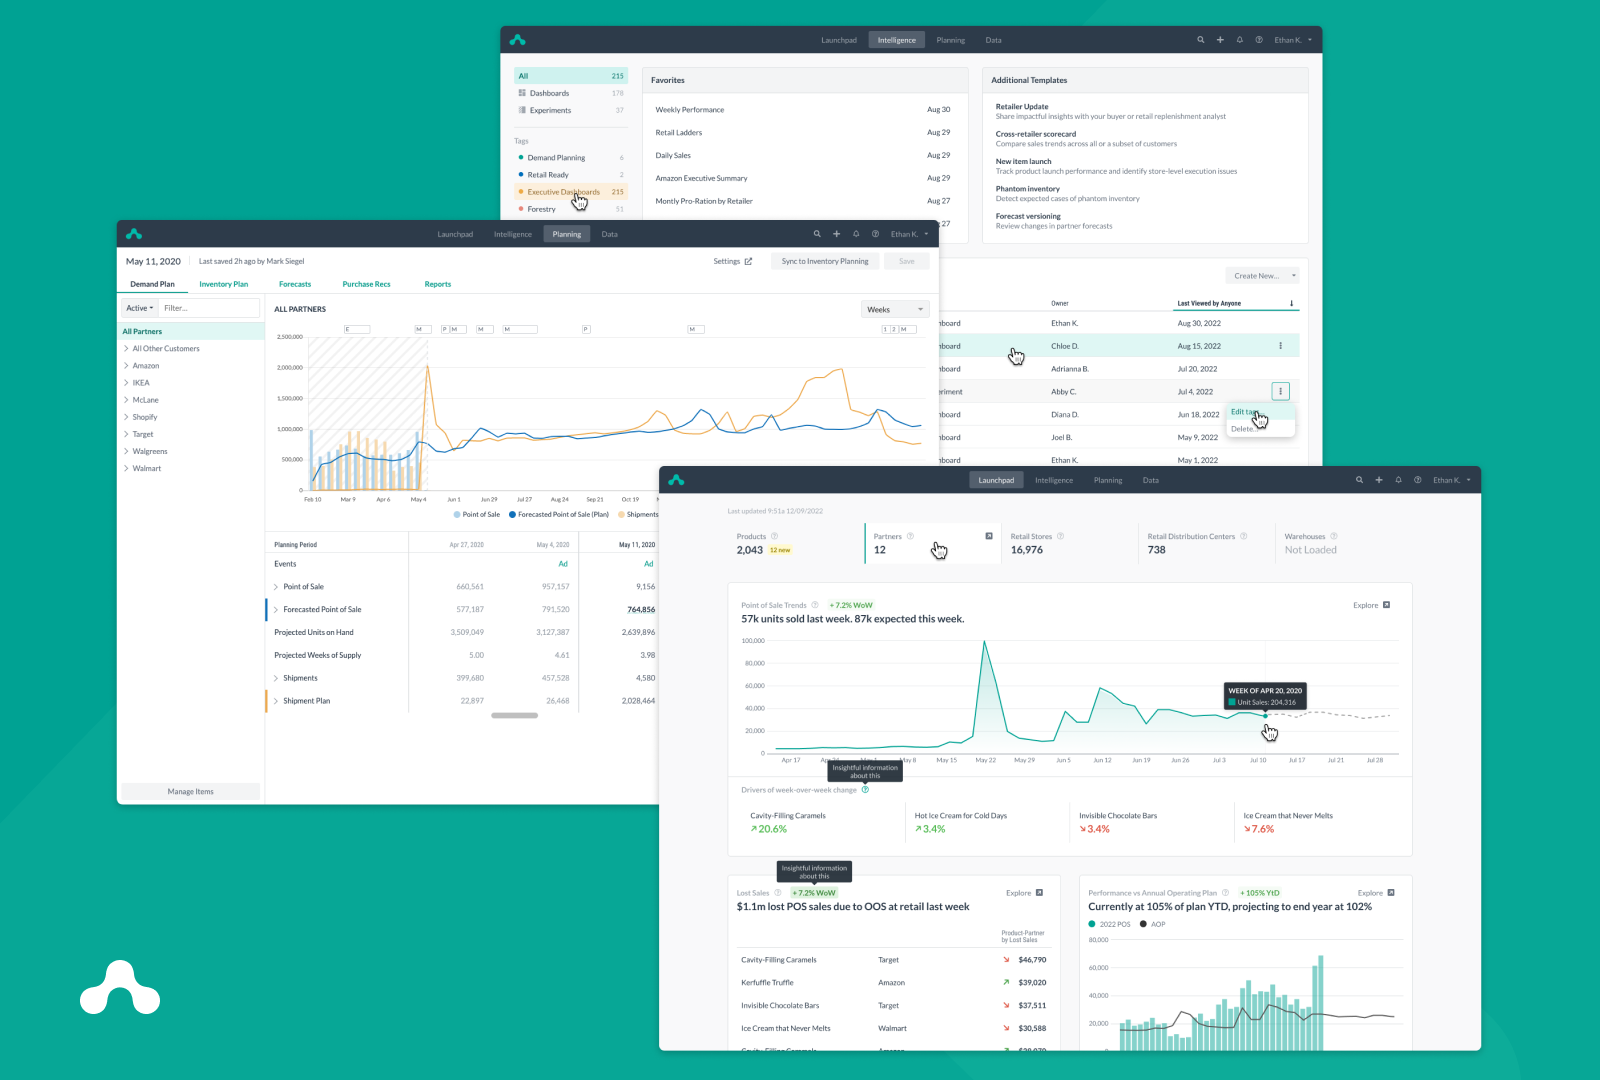 Launchpad Intelligence Planning Data Ethan K.
All 215
Dashboards 178
Experiments 37
Tags
Demand Planning 6
Retail Ready 2
Executive Dashboards 215
Forestry 51
Favorites
Weekly Performance Aug 30
Retail Ladders Aug 29
Daily Sales Aug 29
Amazon Executive Summary Aug 29
Montly Pro-Ration by Retailer Aug 27
27
Additional Templates
Retailer Update
Share impactful insights with your buyer or retail replenishment analyst
Cross-retailer scorecard
Compare sales trends across all or a subset of customers
New item launch
Track product launch performance and identify store-level execution issues
Phantom inventory
Detect expected cases of phantom inventory
Forecast versioning
Review changes in partner forecasts
Create New...
Owner Last Viewed by Anyone
board Ethan K. Aug 30, 2022
board Chloe D. Aug 15, 2022
board Adrianna B. Jul 20, 2022
eriment Abby C. Jul 4, 2022
board Diana D. Jun 18, 2022
Edit
Delete...
board Joel B. May 9, 2022
board Ethan K. May 1, 2022
Launchpad Intelligence Planning Data Ethan K.
May 11, 2020 Last saved 2h ago by Mark Siegel Settings Sync to Inventory Planning Save
Demand Plan Inventory Plan Forecasts Purchase Recs Reports
Active Filter...
All Partners
All Other Customers
Amazon
IKEA
McLane
Shopify
Target
Walgreens
Walmart
Manage Items
ALL PARTNERS Weeks
E M P M M M P M 1 2 M
2,500,000
2,000,000
1,500,000
1,000,000
500,000
0
Feb 10 Mar 9 Apr 6 May 4 Jun 1 Jun 29 Jul 27 Aug 24 Sep 21 Oct 19
Point of Sale Forecasted Point of Sale (Plan) Shipments
Planning Period Apr 27, 2020 May 4, 2020 May 11, 2020
Events Ad Ad
Point of Sale 660,561 957,157 9,156
Forecasted Point of Sale 577,187 791,520 764,856
Projected Units on Hand 3,509,049 3,127,387 2,639,896
Projected Weeks of Supply 5.00 4.61 3.98
Shipments 399,680 457,528 4,580
Shipment Plan 22,897 26,468 2,028,464
Launchpad Intelligence Planning Data Ethan K.
Last updated 9:51a 12/09/2022
Products Partners Retail Stores Retail Distribution Centers Warehouses
2,043 12 new 12 16,976 738 Not Loaded
Point of Sale Trends + 7.2% WoW Explore
57k units sold last week. 87k expected this week.
100,000
80,000
60,000
40,000
20,000
0
WEEK OF APR 20, 2020
Unit Sales: 204,316
Apr 17 May 8 May 15 May 22 May 29 Jun 5 Jun 12 Jun 19 Jun 26 Jul 3 Jul 10 Jul 17 Jul 21 Jul 28
Insightful information
about this
Drivers of week-over-week change
Cavity-Filling Caramels Hot Ice Cream for Cold Days Invisible Chocolate Bars Ice Cream that Never Melts
20.6% 3.4% 3.4% 7.6%
Insightful information
about this
Lost Sales + 7.2% WoW Explore
$1.1m lost POS sales due to OOS at retail last week
Product-Partner
by Lost Sales
Cavity-Filling Caramels Target $46,790
Kerfuffle Truffle Amazon $39,020
Invisible Chocolate Bars Target $37,511
Ice Cream that Never Melts Walmart $30,588
Performance vs Annual Operating Plan + 105% YtD Explore
Currently at 105% of plan YTD, projecting to end year at 102%
2022 POS AOP
80,000
60,000
40,000
20,000